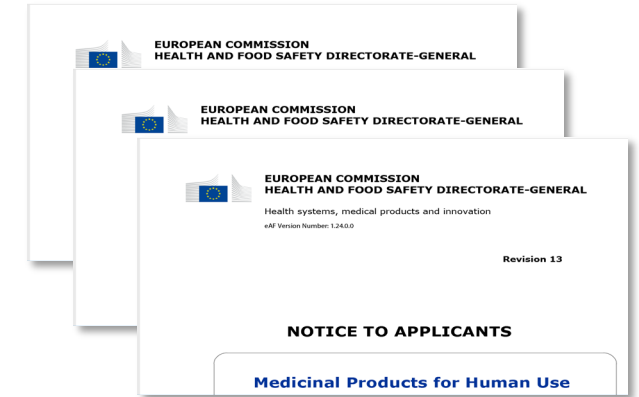 EUROPEAN COMMISSION
HEALTH AND FOOD SAFETY DIRECTORATE-GENERAL
EUROPEAN COMMISSION
HEALTH AND FOOD SAFETY DIRECTORATE-GENERAL
EUROPEAN COMMISSION
HEALTH AND FOOD SAFETY DIRECTORATE-GENERAL
Health systems, medical products and innovation
eAF Version Number: 1.24.0.0
Revision 13
NOTICE TO APPLICANTS
Medicinal Products for Human Use